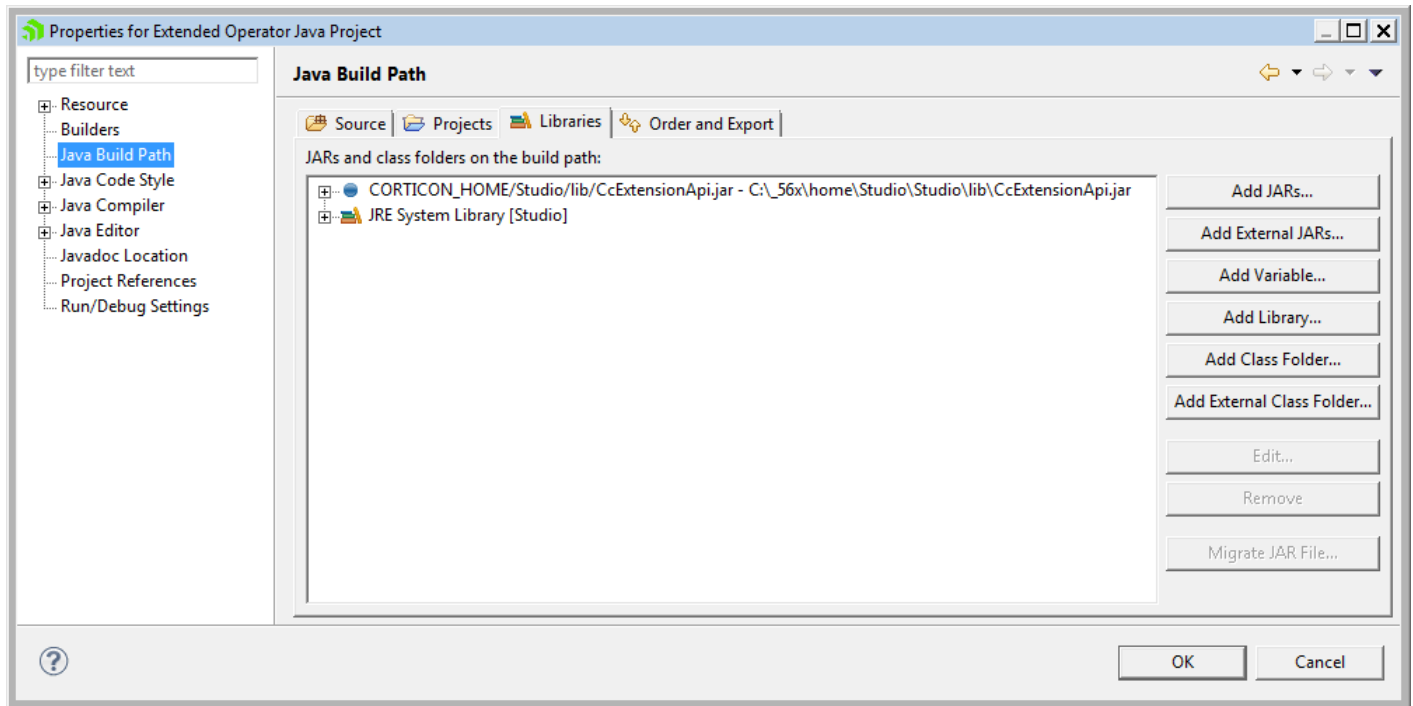 Properties for Extended Operator Java Project
type filter text
Resource
Builders
Java Build Path
Java Code Style
Java Compiler
Java Editor
Javadoc Location
Project References
Run/Debug Settings
Java Build Path
Source Projects Libraries Order and Export
JARs and class folders on the build path:
CORTICON_HOME/Studio/lib/CcExtensionApi.jar - C:\_56x\home\Studio\Studio\lib\CcExtensionApi.jar
JRE System Library [Studio]
Add JARs...
Add External JARs...
Add Variable...
Add Library...
Add Class Folder...
Add External Class Folder...
Edit...
Remove
Migrate JAR File...
OK Cancel